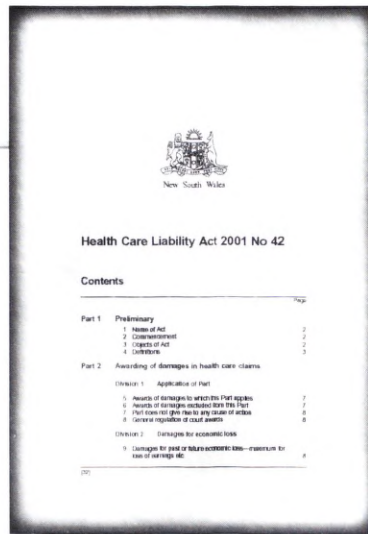 New South Wales
Health Care Liability Act 2001 No 42
Contents
Page
Part 1 Preliminary
1 Name of Act 2
2 Commencement 2
3 Objects of Act 2
4 Definitions 3
Part 2 Awarding of damages in health care claims
Division 1 Application of Part
5 Awards of damages to which this Part applies 7
6 Awards of damages excluded from this Part 7
7 Part does not give rise to any cause of action 8
8 General regulation of court awards 8
Division 2 Damages for economic loss
9 Damages for past or future economic loss—maximum for
loss of earnings etc 8